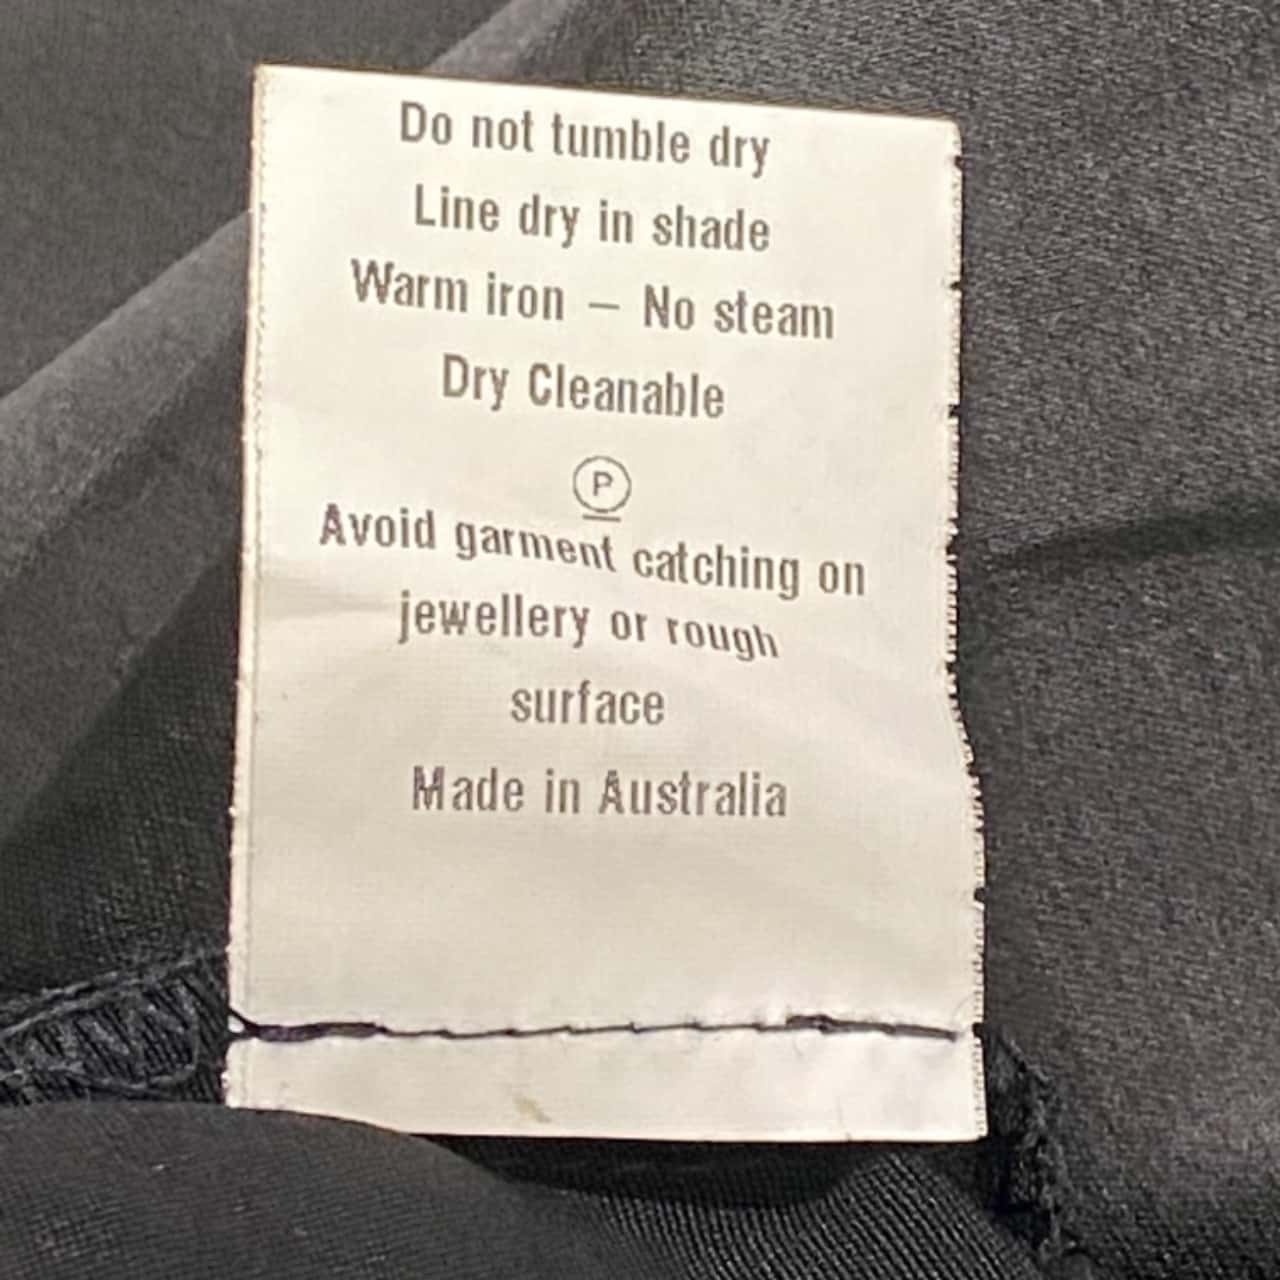 Do not tumble dry
Line dry in shade
Warm iron – No steam
Dry Cleanable
P
Avoid garment catching on
jewellery or rough
surface
Made in Australia